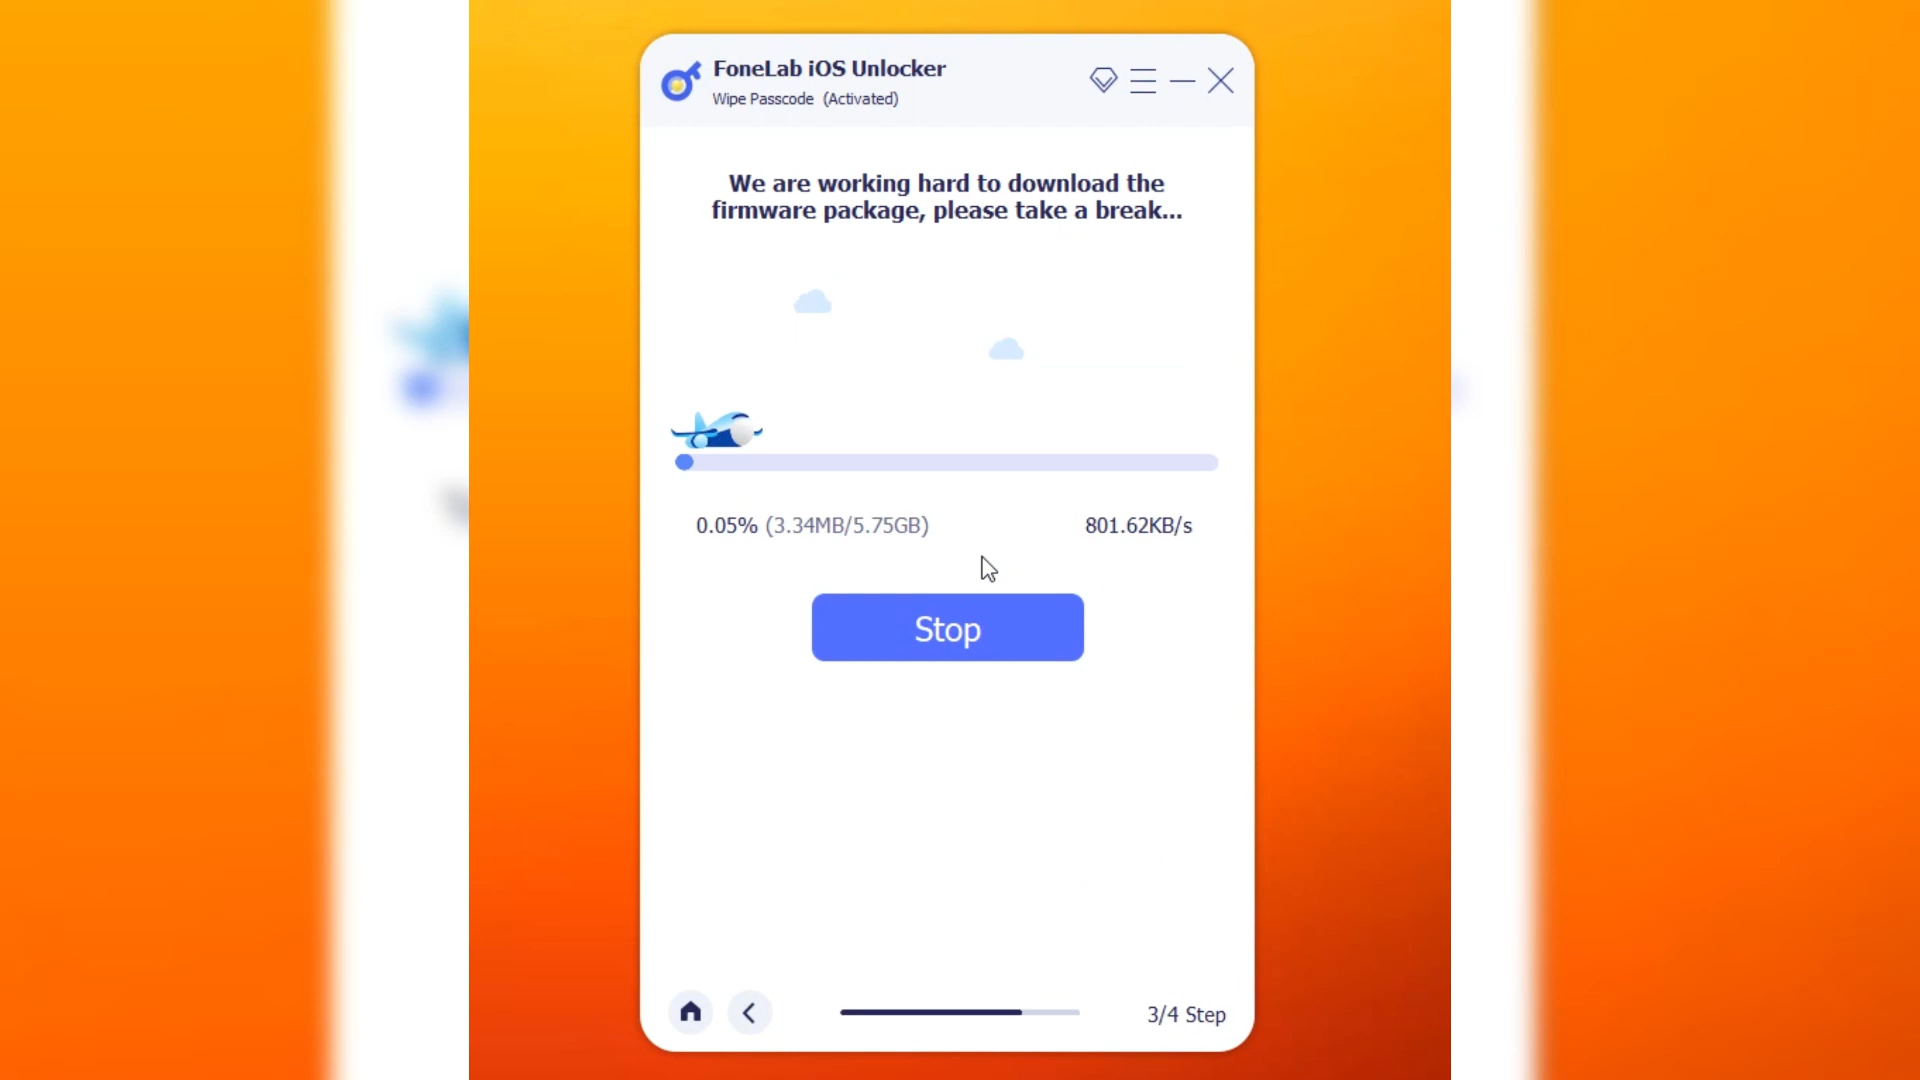 FoneLab iOS Unlocker
Wipe Passcode (Activated)
We are working hard to download the
firmware package, please take a break...
0.05% (3.34MB/5.75GB)
801.62KB/s
Stop
3/4 Step